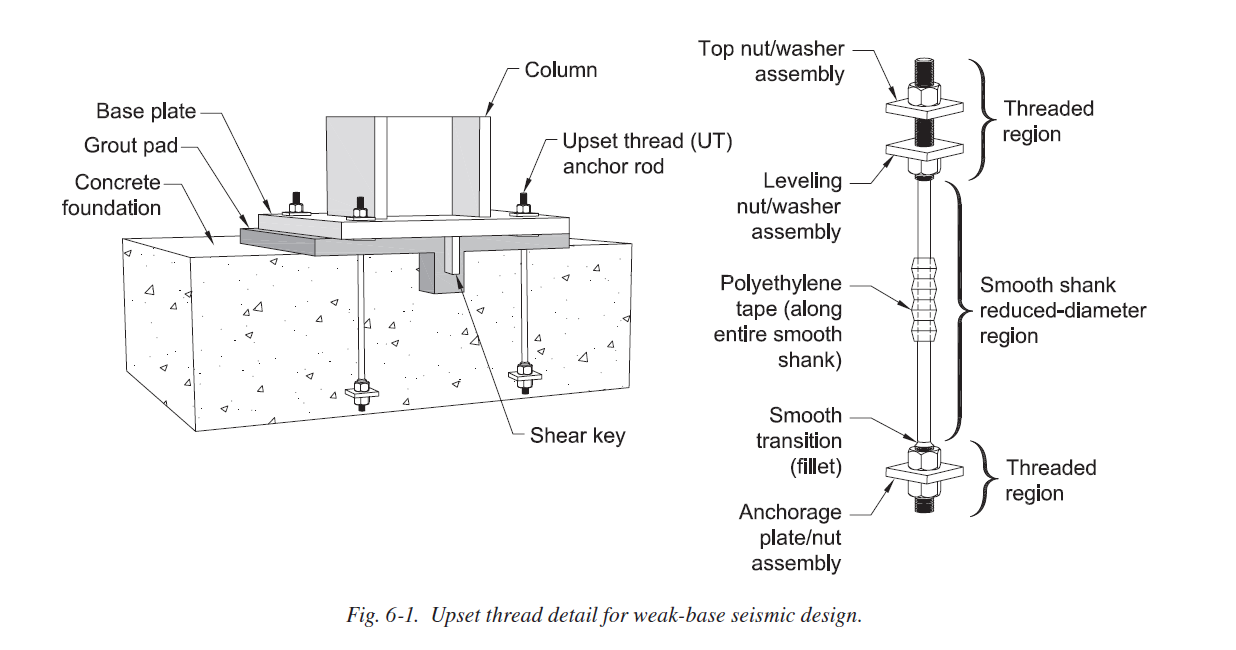 Column
Base plate
Grout pad
Concrete
foundation
Upset thread (UT)
anchor rod
Shear key
Top nut/washer
assembly
Threaded
region
Leveling
nut/washer
assembly
Polyethylene
tape (along
entire smooth
shank)
Smooth shank
reduced-diameter
region
Smooth
transition
(fillet)
Threaded
region
Anchorage
plate/nut
assembly
Fig. 6-1. Upset thread detail for weak-base seismic design.